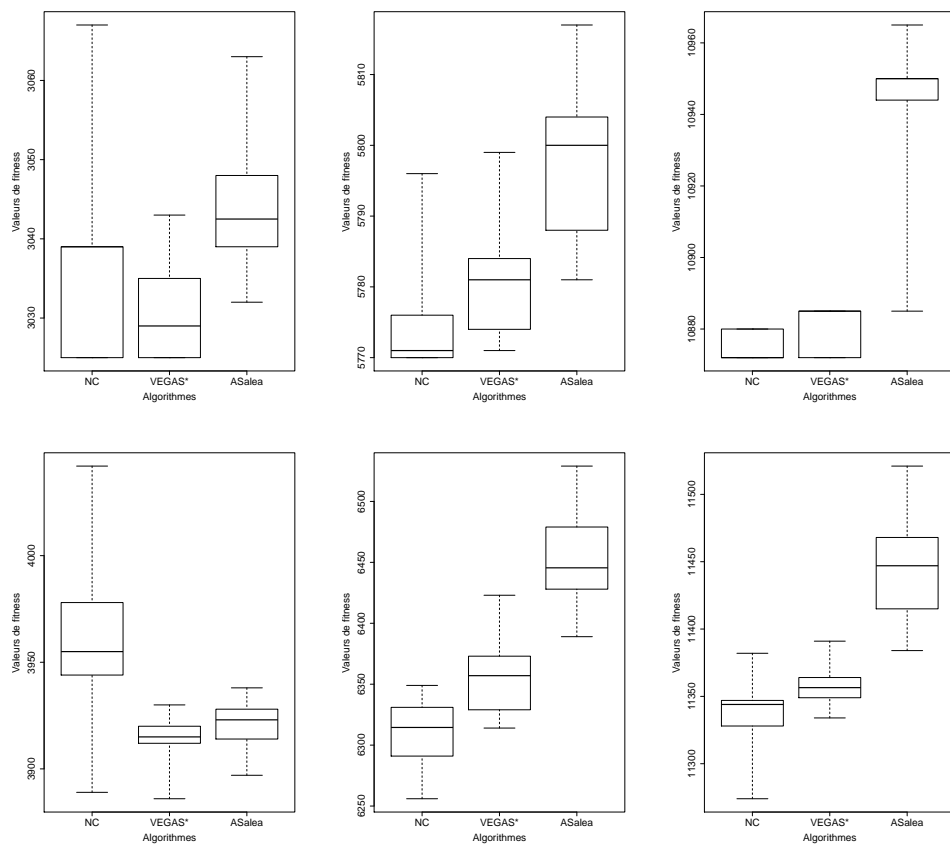 3030 3040 3050 3060
Valeurs de fitness
NC VEGAS* ASalea
Algorithmes
5770 5780 5790 5800 5810
Valeurs de fitness
NC VEGAS* ASalea
Algorithmes
10880 10900 10920 10940 10960
Valeurs de fitness
NC VEGAS* ASalea
Algorithmes
3900 3950 4000
Valeurs de fitness
NC VEGAS* ASalea
Algorithmes
6250 6300 6350 6400 6450 6500
Valeurs de fitness
NC VEGAS* ASalea
Algorithmes
11300 11350 11400 11450 11500
Valeurs de fitness
NC VEGAS* ASalea
Algorithmes